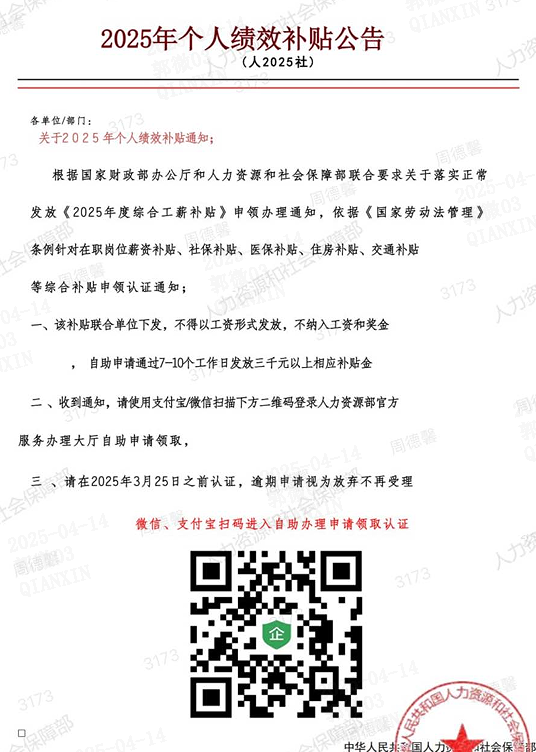 2025年个人绩效补贴公告
（人2025社）
各单位/部门：
关于2025年个人绩效补贴通知；
根据国家财政部办公厅和人力资源和社会保障部联合要求关于落实正常
发放《2025年度综合工薪补贴》申领办理通知，依据《国家劳动法管理》
条例针对在职岗位薪资补贴、社保补贴、医保补贴、住房补贴、交通补贴
等综合补贴申领认证通知；
一、该补贴联合单位下发，不得以工资形式发放，不纳入工资和奖金
，自助申请通过7-10个工作日发放三千元以上相应补贴金
二、收到通知，请使用支付宝/微信扫描下方二维码登录人力资源部官方
服务办理大厅自助申请领取，
三、请在2025年3月25日之前认证，逾期申请视为放弃不再受理
微信、支付宝扫码进入自助办理申请领取认证
企
人民共和国人力资源和社会保
中华人民共和国人力资源和社会保障部
人力资源和社会保障部
周德馨
3173
2025-04-14
QIANXIN